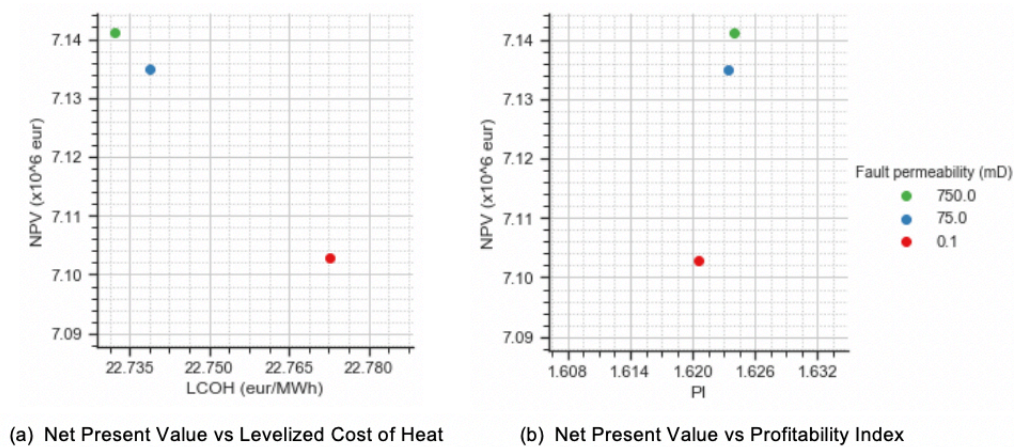 7.14
7.13
7.12
7.11
7.10
7.09
NPV (x10^6 eur)
22.735 22.750 22.765 22.780
LCOH (eur/MWh)
(a) Net Present Value vs Levelized Cost of Heat
7.14
7.13
7.12
7.11
7.10
7.09
NPV (x10^6 eur)
1.608 1.614 1.620 1.626 1.632
PI
(b) Net Present Value vs Profitability Index
Fault permeability (mD)
750.0
75.0
0.1